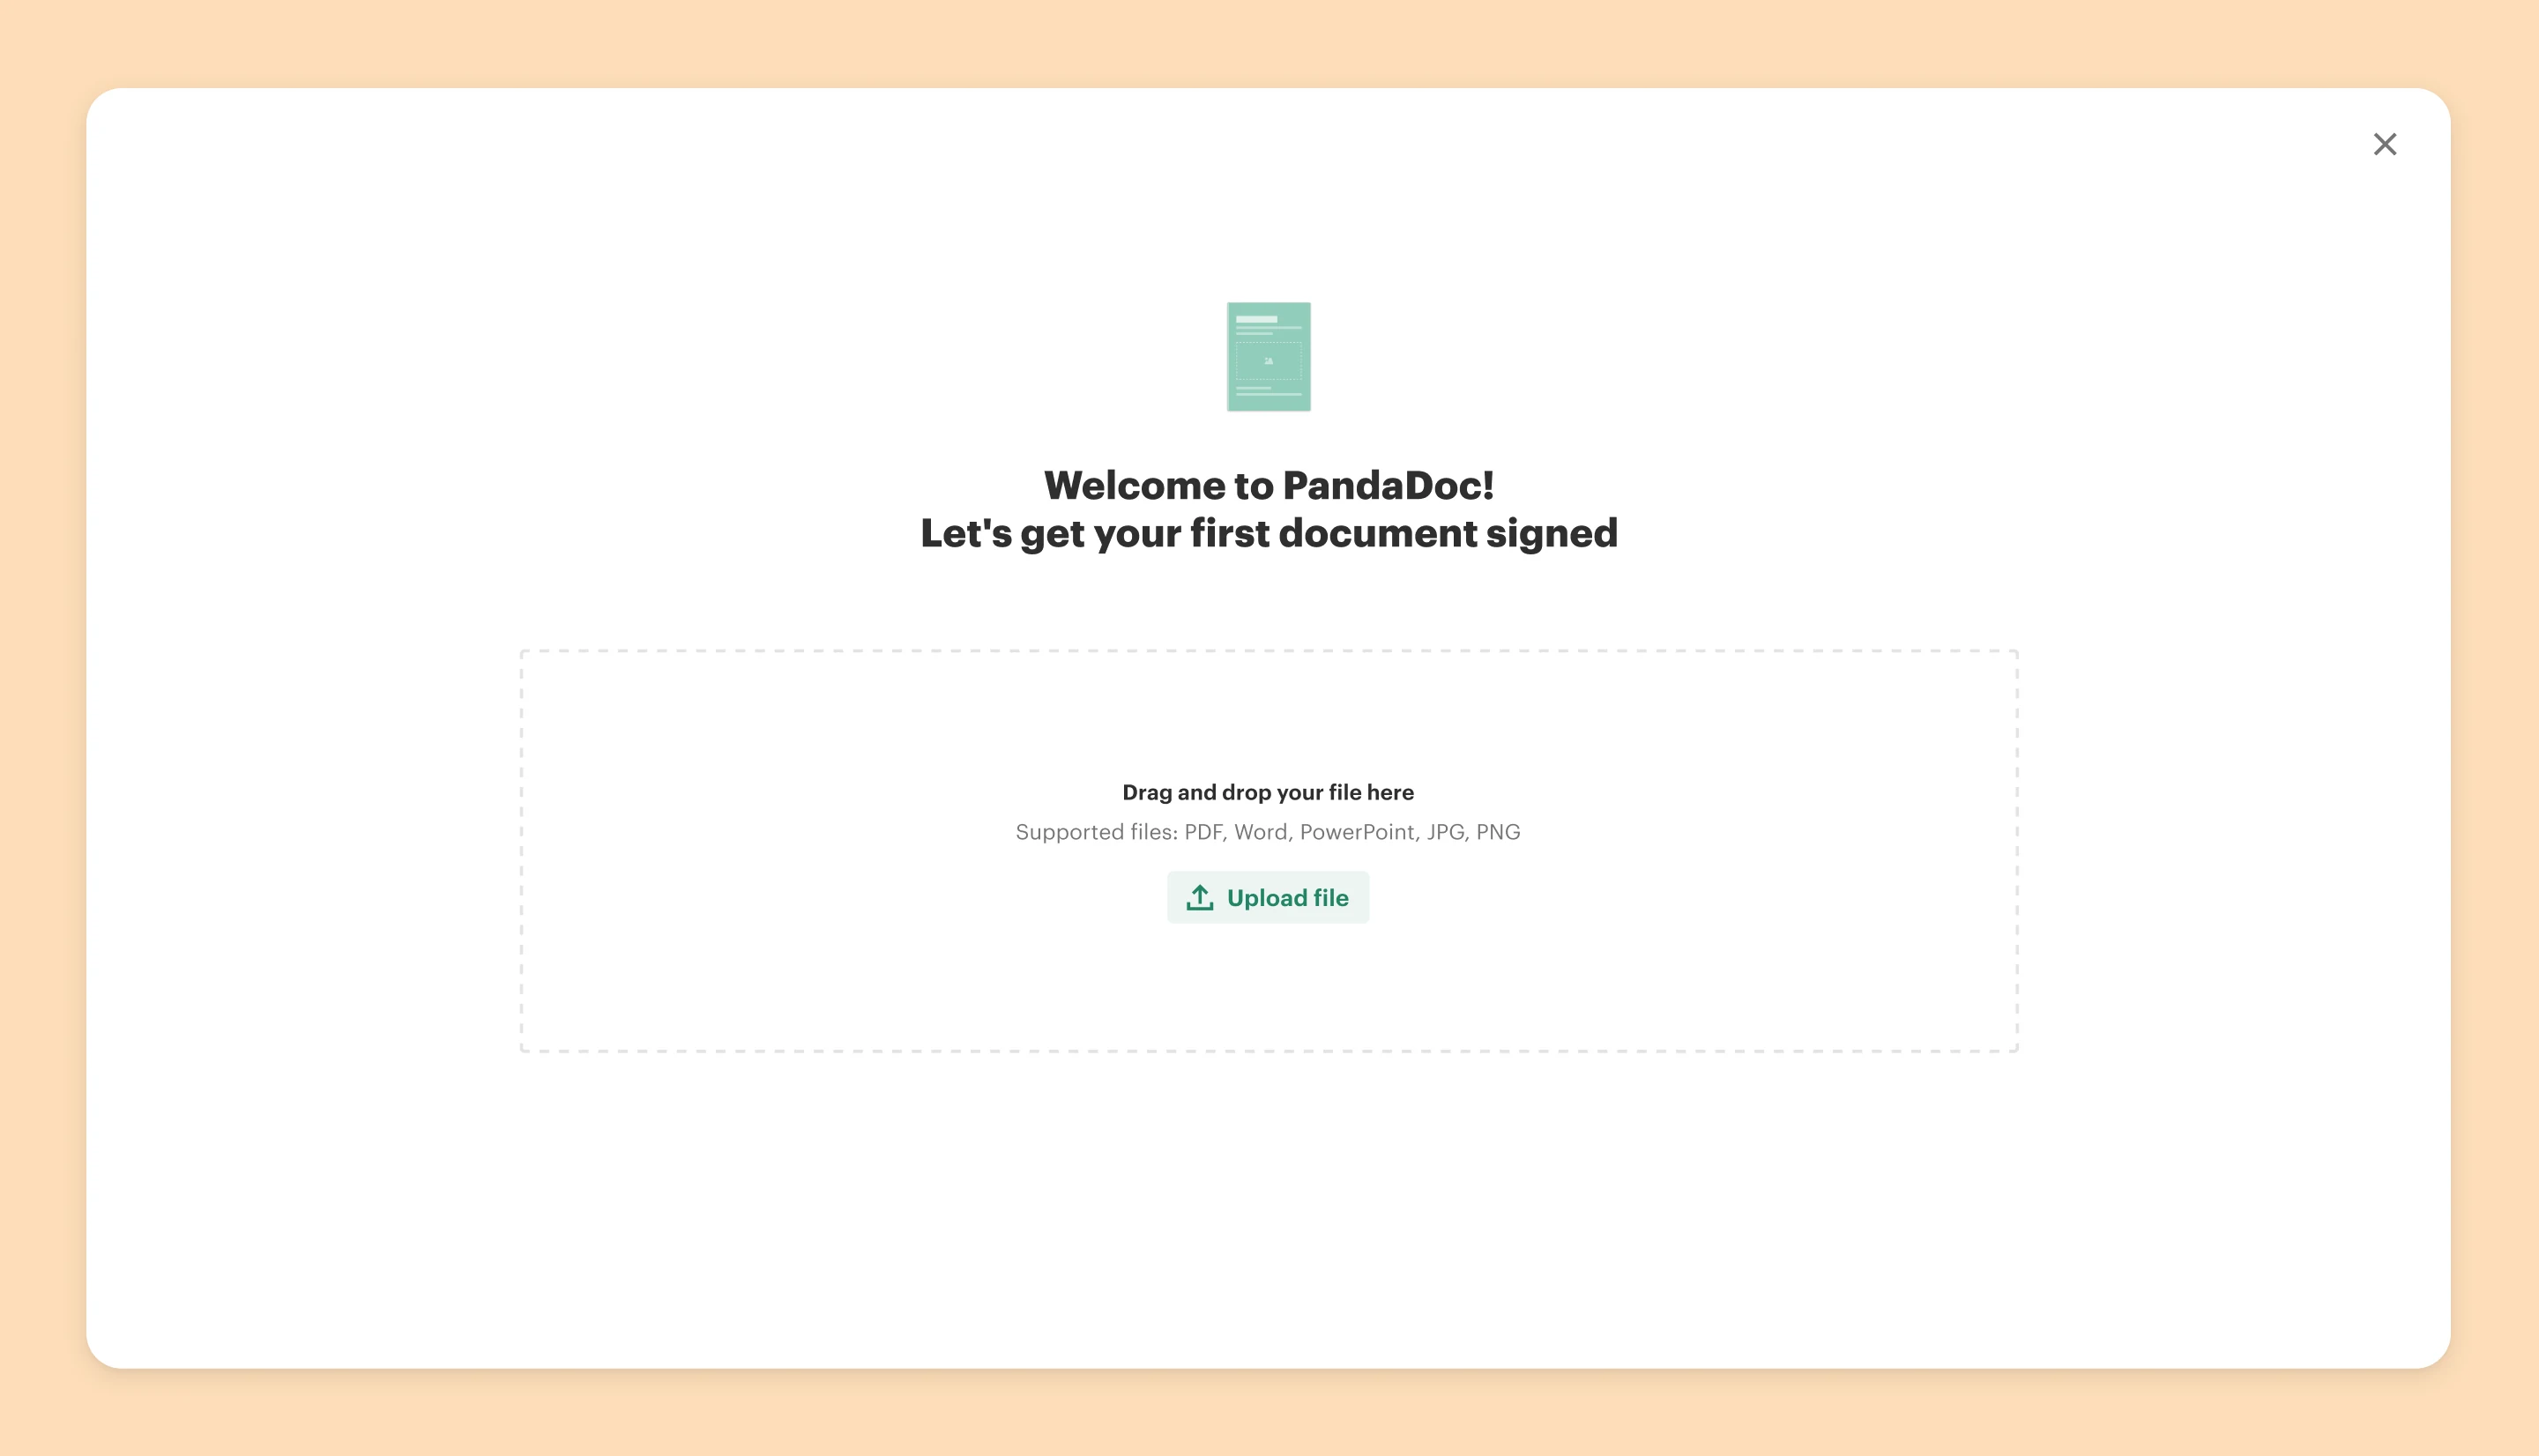 Welcome to PandaDoc!
Let's get your first document signed
Drag and drop your file here
Supported files: PDF, Word, PowerPoint, JPG, PNG
Upload file